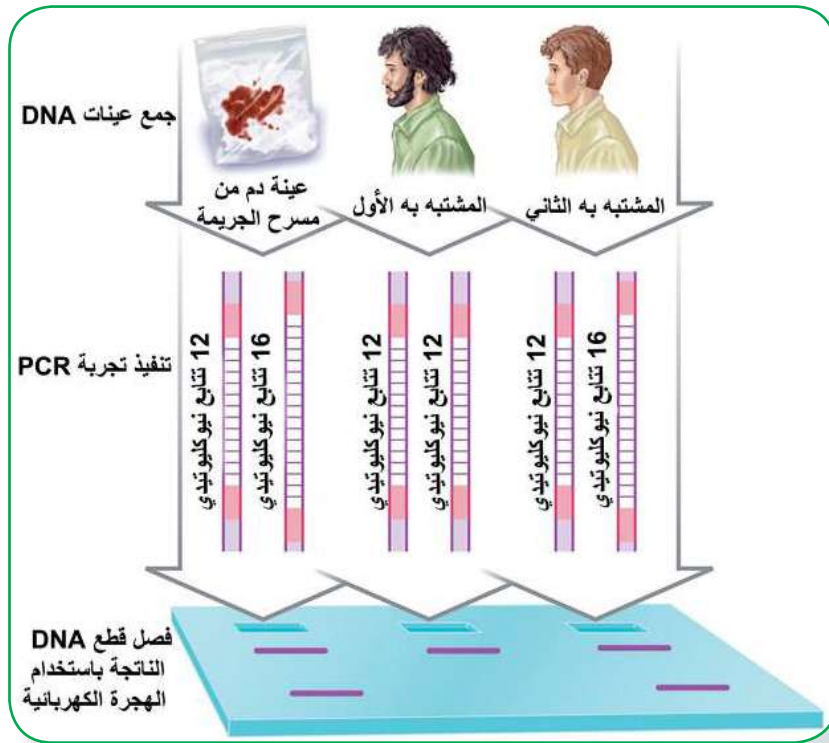 جمع عينات DNA
عينة دم من
مسرح الجريمة
المشتبه به الأول
المشتبه به الثاني
تنفيذ تجربة PCR
12 تتابع نيوكليوتيدي
16 تتابع نيوكليوتيدي
12 تتابع نيوكليوتيدي
12 تتابع نيوكليوتيدي
12 تتابع نيوكليوتيدي
16 تتابع نيوكليوتيدي
فصل قطع DNA
الناتجة باستخدام
الهجرة الكهربائية